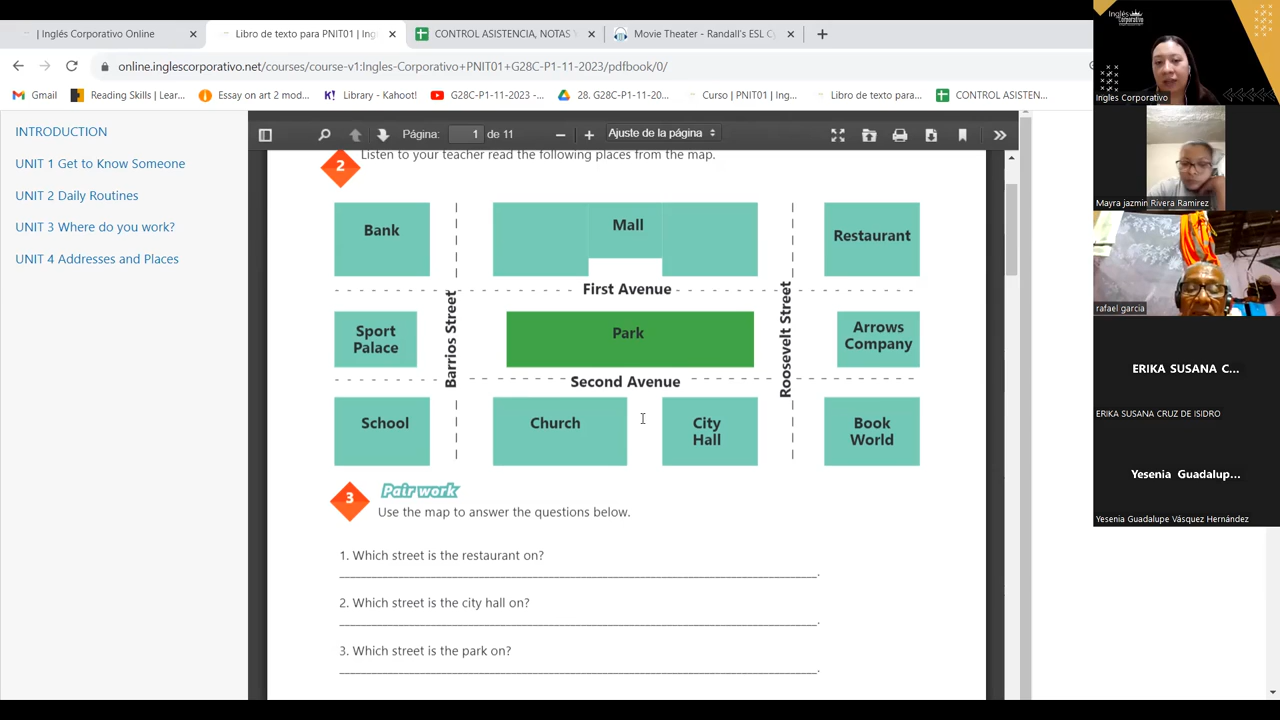 | Inglés Corporativo Online
Libro de texto para PNIT01 | Ing
CONTROL ASISTENCIA, NOTAS
Movie Theater - Randall's ESL Cy
online.inglescorporativo.net/courses/course-v1:Ingles-Corporativo+PNIT01+G28C-P1-11-2023/pdfbook/0/
Gmail
Reading Skills | Lear...
Essay on art 2 mod...
Library - Kahoot!
G28C-P1-11-2023 -...
28. G28C-P1-11-20...
Curso | PNIT01 | Ing...
Libro de texto para...
CONTROL ASISTEN...
INTRODUCTION
UNIT 1 Get to Know Someone
UNIT 2 Daily Routines
UNIT 3 Where do you work?
UNIT 4 Addresses and Places
Página: 1 de 11
Ajuste de la página
2 Listen to your teacher read the following places from the map.
Bank
Mall
Restaurant
First Avenue
Barrios Street
Roosevelt Street
Sport
Palace
Park
Arrows
Company
Second Avenue
School
Church
City
Hall
Book
World
3 Pair work
Use the map to answer the questions below.
1. Which street is the restaurant on?
2. Which street is the city hall on?
3. Which street is the park on?
Inglés
Corporativo
Ingles Corporativo
Mayra jazmin Rivera Ramirez
rafael garcia
ERIKA SUSANA C...
ERIKA SUSANA CRUZ DE ISIDRO
Yesenia Guadalup...
Yesenia Guadalupe Vásquez Hernández